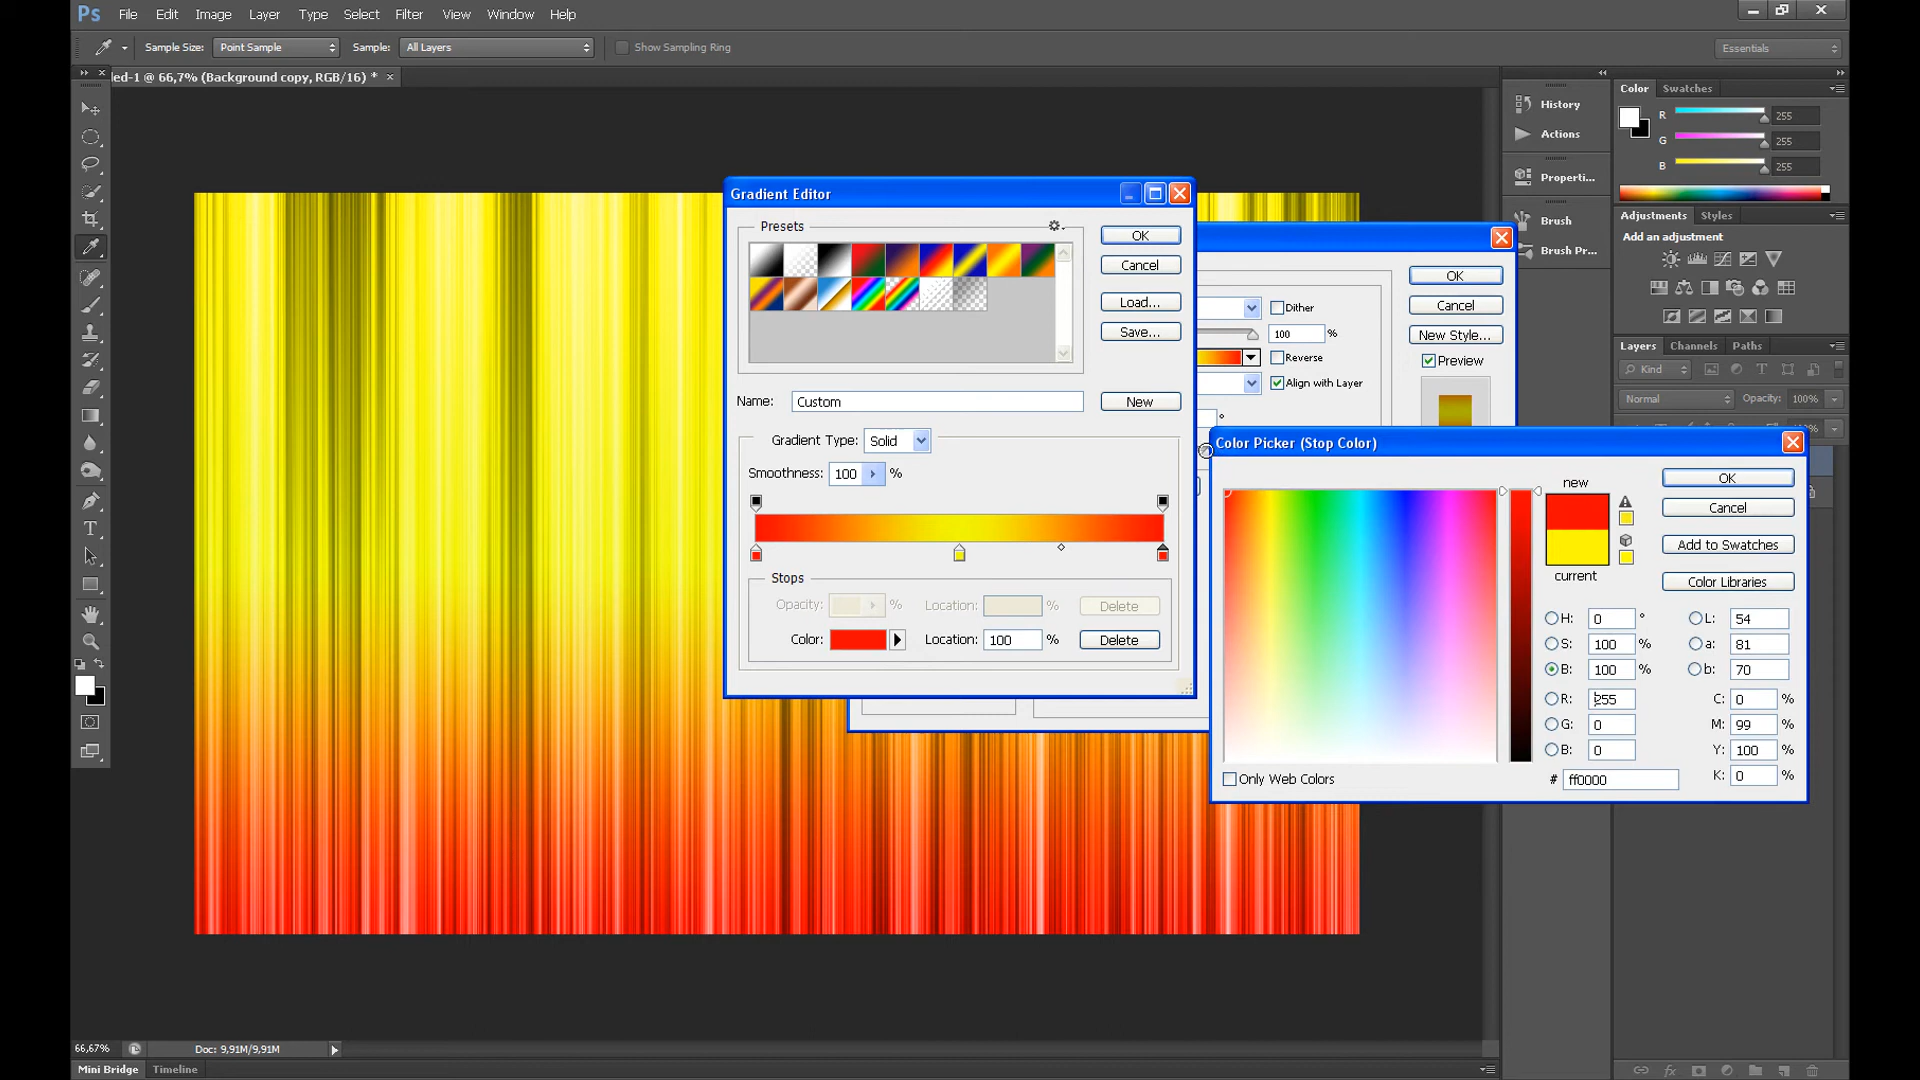 Ps File Edit Image Layer Type Select Filter View Window Help
Sample Size: Point Sample Sample: All Layers Show Sampling Ring Essentials
led-1 @ 66,7% (Background copy, RGB/16) * ×
History
Actions
Properti...
Brush
Brush Pr...
Color Swatches
R 255
G 255
B 255
Adjustments Styles
Add an adjustment
Layers Channels Paths
Kind
Normal Opacity: 100%
100%
Gradient Editor
Presets
OK
Cancel
Load...
Save...
Name: Custom New
Gradient Type: Solid
Smoothness: 100 %
Stops
Opacity: % Location: % Delete
Color: Location: 100 % Delete
Dither
100 %
Reverse
Align with Layer
°
OK
Cancel
New Style...
Preview
Color Picker (Stop Color)
new
current
OK
Cancel
Add to Swatches
Color Libraries
H: 0 ° L: 54
S: 100 % a: 81
B: 100 % b: 70
R: 255 C: 0 %
G: 0 M: 99 %
B: 0 Y: 100 %
K: 0 %
Only Web Colors # ff0000
66,67% Doc: 9,91M/9,91M
Mini Bridge Timeline
fx